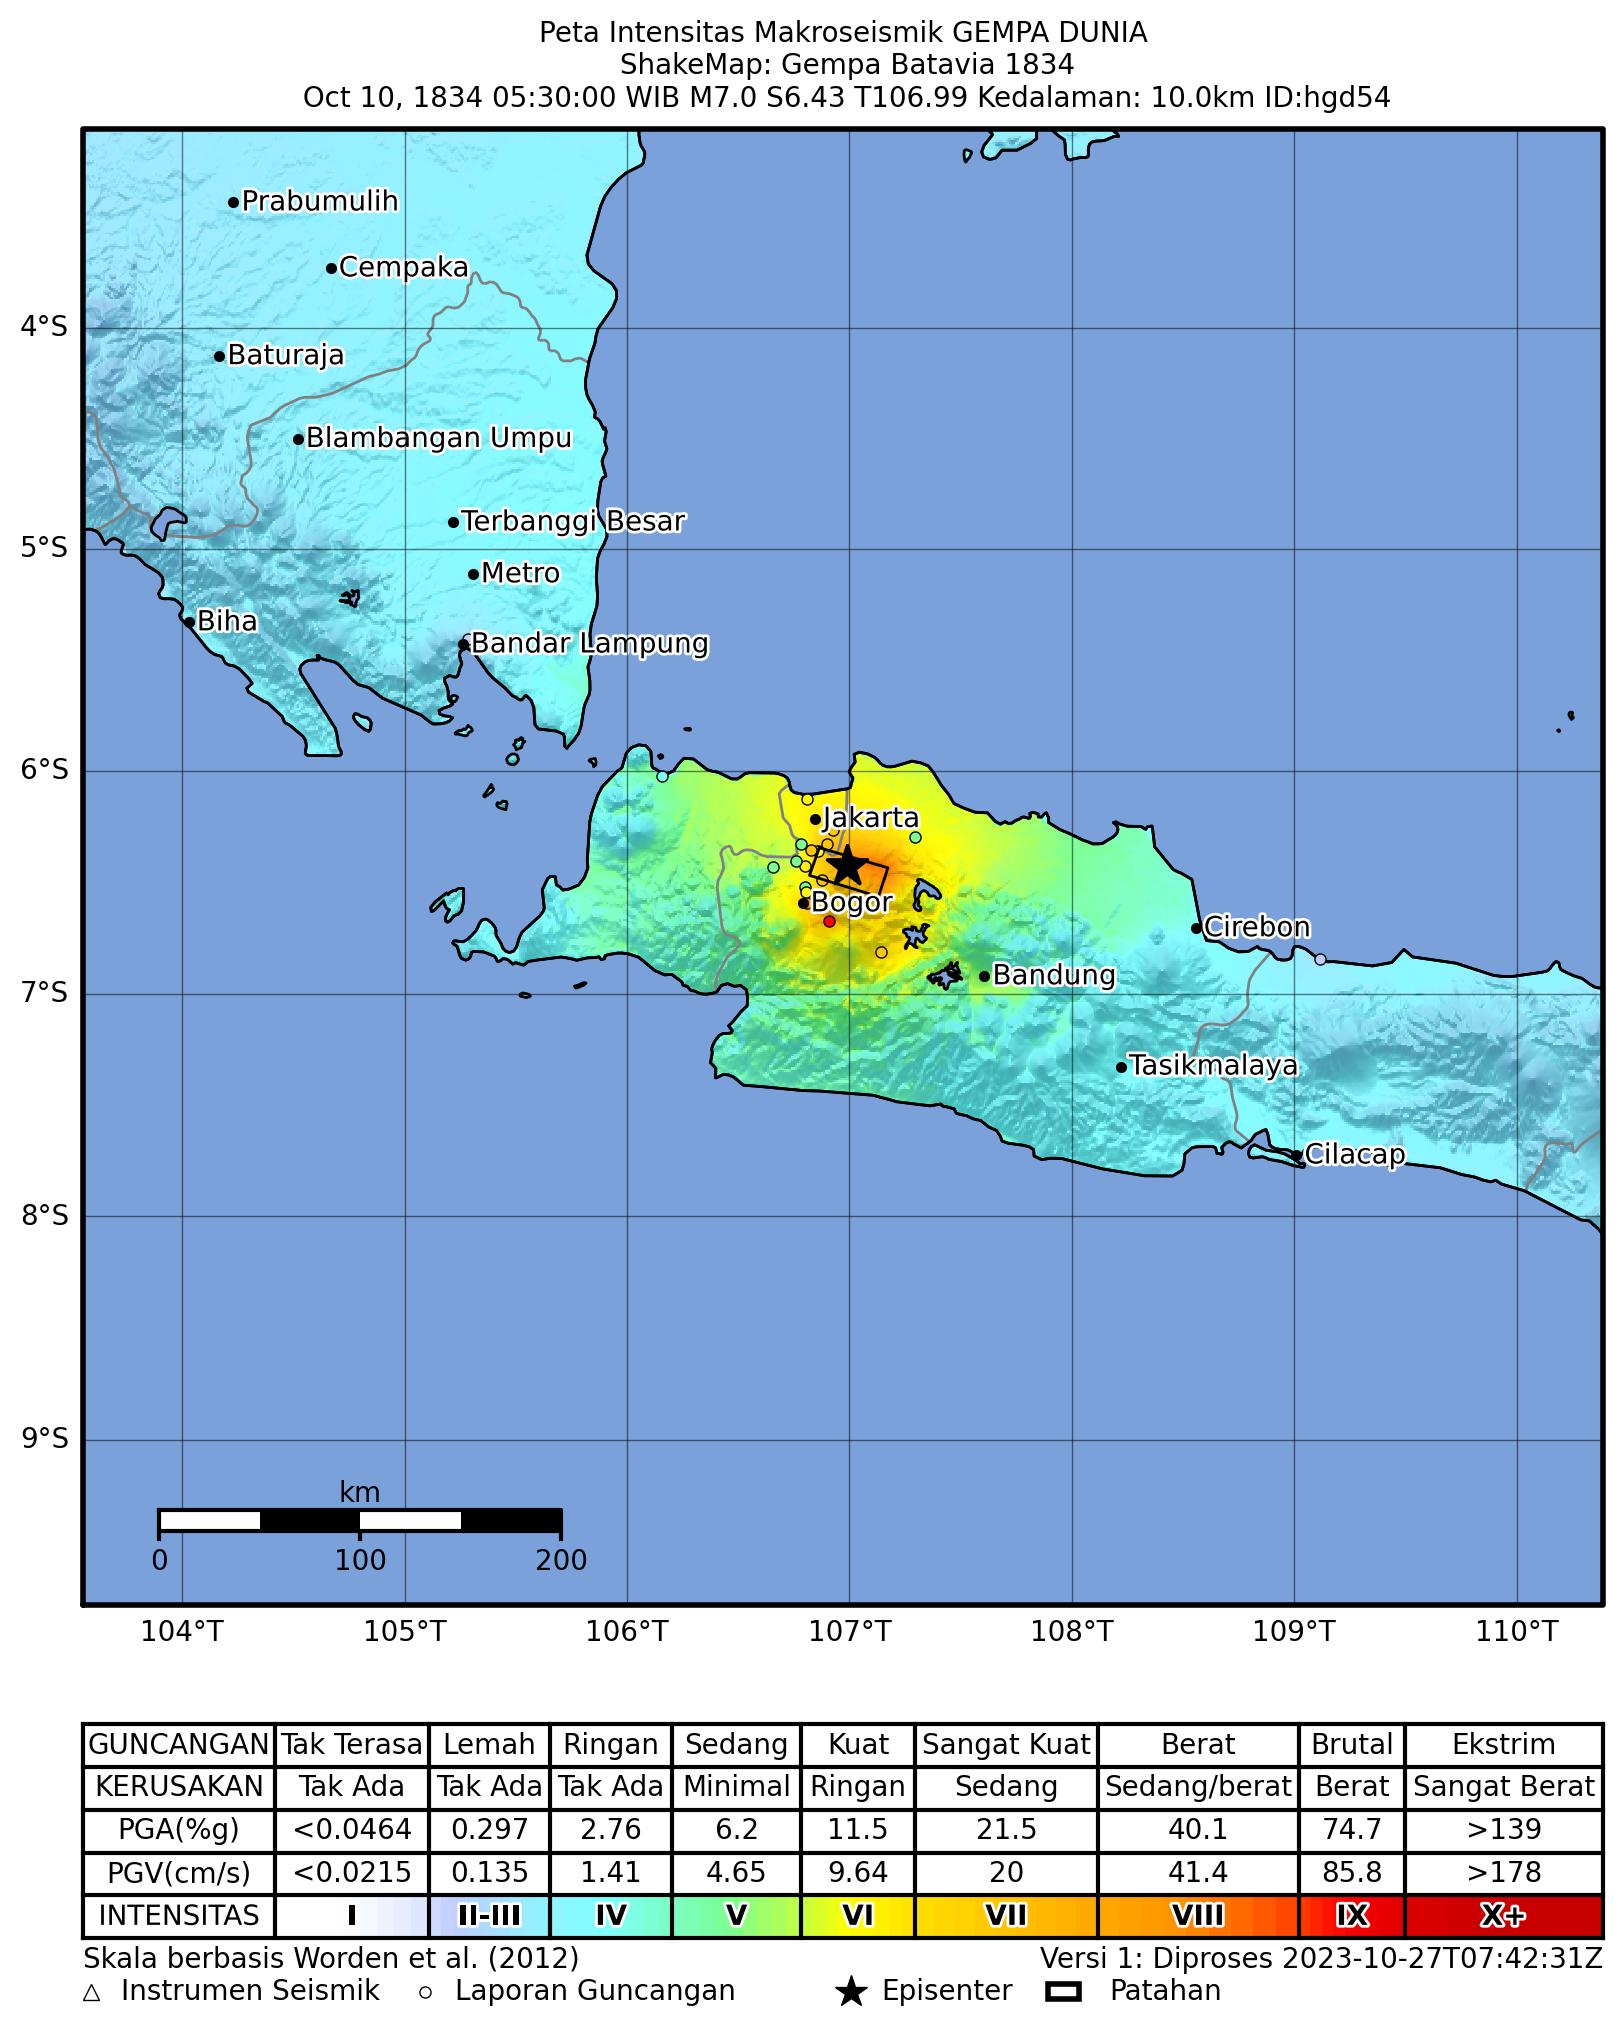 Peta Intensitas Makroseismik GEMPA DUNIA
ShakeMap: Gempa Batavia 1834
Oct 10, 1834 05:30:00 WIB M7.0 S6.43 T106.99 Kedalaman: 10.0km ID:hgd54
Prabumulih
Cempaka
4°S
Baturaja
Blambangan Umpu
Terbanggi Besar
5°S
Metro
Biha
Bandar Lampung
6°S
Jakarta
Bogor
Cirebon
Bandung
7°S
Tasikmalaya
Cilacap
8°S
9°S
km
0 100 200
104°T 105°T 106°T 107°T 108°T 109°T 110°T
GUNCANGAN Tak Terasa Lemah Ringan Sedang Kuat Sangat Kuat Berat Brutal Ekstrim
KERUSAKAN Tak Ada Tak Ada Tak Ada Minimal Ringan Sedang Sedang/berat Berat Sangat Berat
PGA(%g) <0.0464 0.297 2.76 6.2 11.5 21.5 40.1 74.7 >139
PGV(cm/s) <0.0215 0.135 1.41 4.65 9.64 20 41.4 85.8 >178
INTENSITAS I II-III IV V VI VII VIII IX X+
Skala berbasis Worden et al. (2012) Versi 1: Diproses 2023-10-27T07:42:31Z
Instrumen Seismik Laporan Guncangan Episenter Patahan